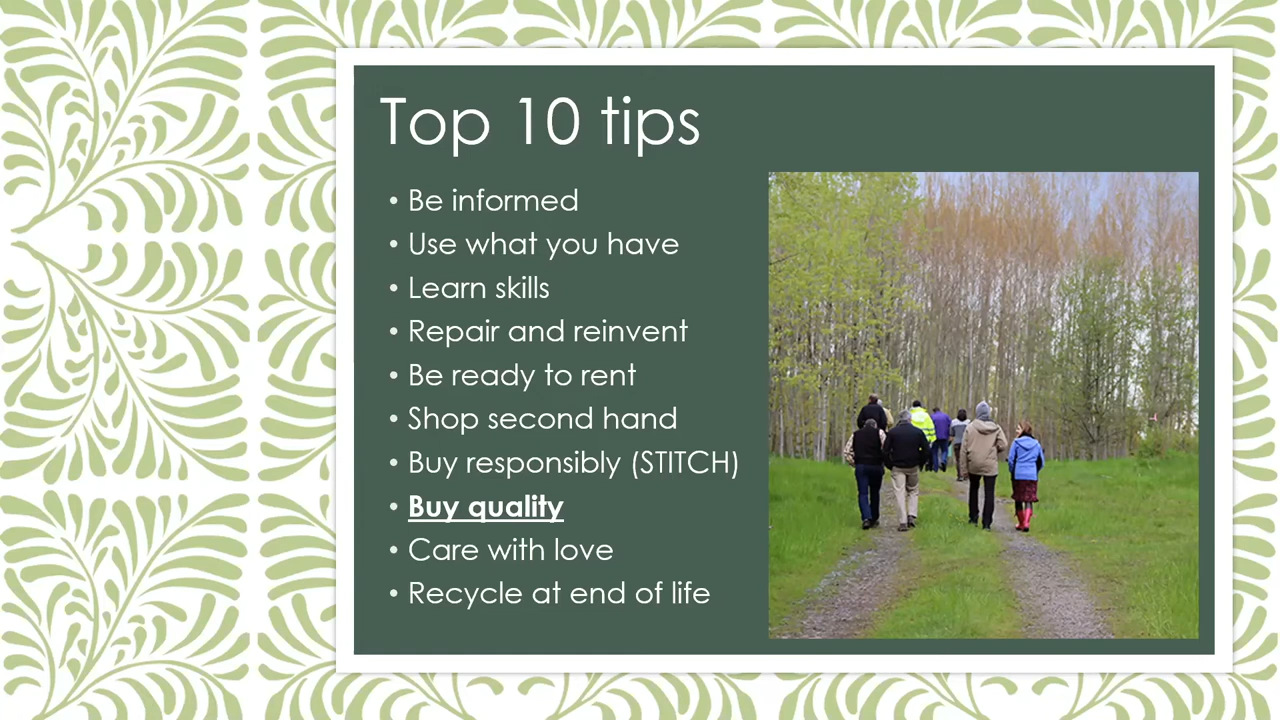 Top 10 tips
• Be informed
• Use what you have
• Learn skills
• Repair and reinvent
• Be ready to rent
• Shop second hand
• Buy responsibly (STITCH)
• Buy quality
• Care with love
• Recycle at end of life